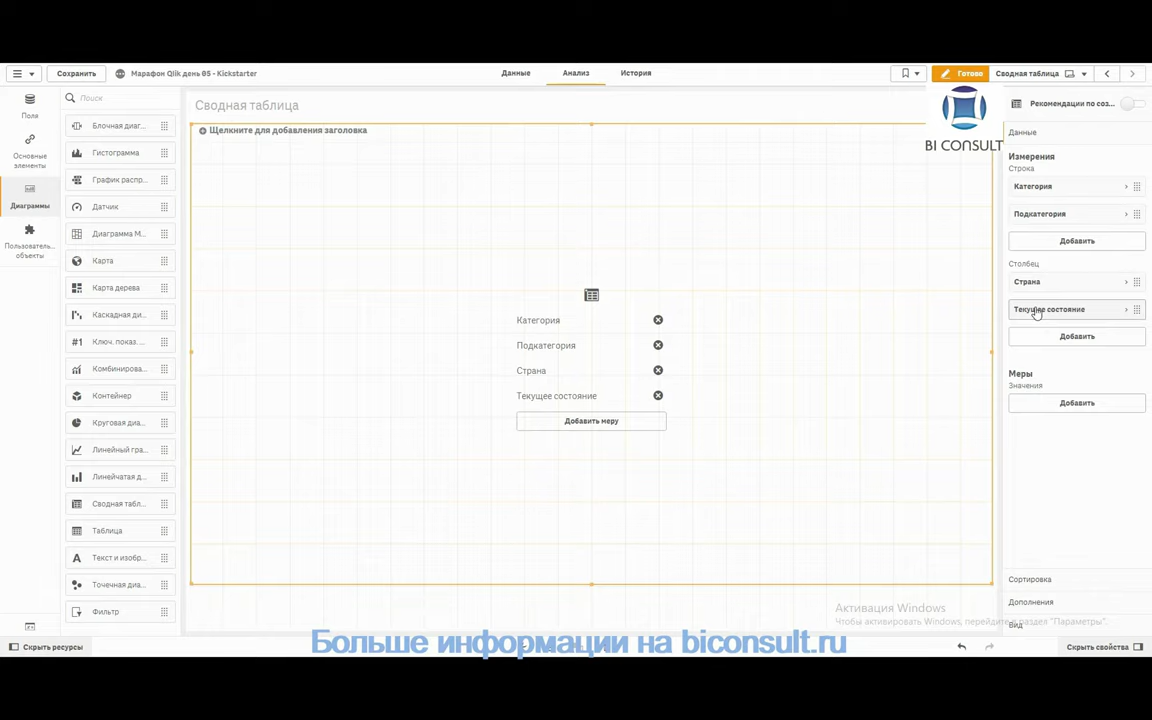 Сохранить
Марафон Qlik день 05 - Kickstarter
Данные
Анализ
История
Готово
Сводная таблица
Поля
Основные элементы
Диаграммы
Пользователь... объекты
Поиск
Блочная диаг...
Гистограмма
График распр...
Датчик
Диаграмма M...
Карта
Карта дерева
Каскадная ди...
#1 Ключ. показ....
Комбинирова...
Контейнер
Круговая диа...
Линейный гра...
Линейчатая д...
Сводная табл...
Таблица
Текст и изобр...
Точечная диа...
Фильтр
Сводная таблица
Щелкните для добавления заголовка
Категория
Подкатегория
Страна
Текущее состояние
Добавить меру
BI CONSULT
Рекомендации по соз...
Данные
Измерения
Строка
Категория
Подкатегория
Добавить
Столбец
Страна
Текущее состояние
Добавить
Меры
Значения
Добавить
Сортировка
Дополнения
Вид
Активация Windows
Чтобы активировать Windows, перейдите в раздел "Параметры".
Скрыть ресурсы
Больше информации на biconsult.ru
Скрыть свойства